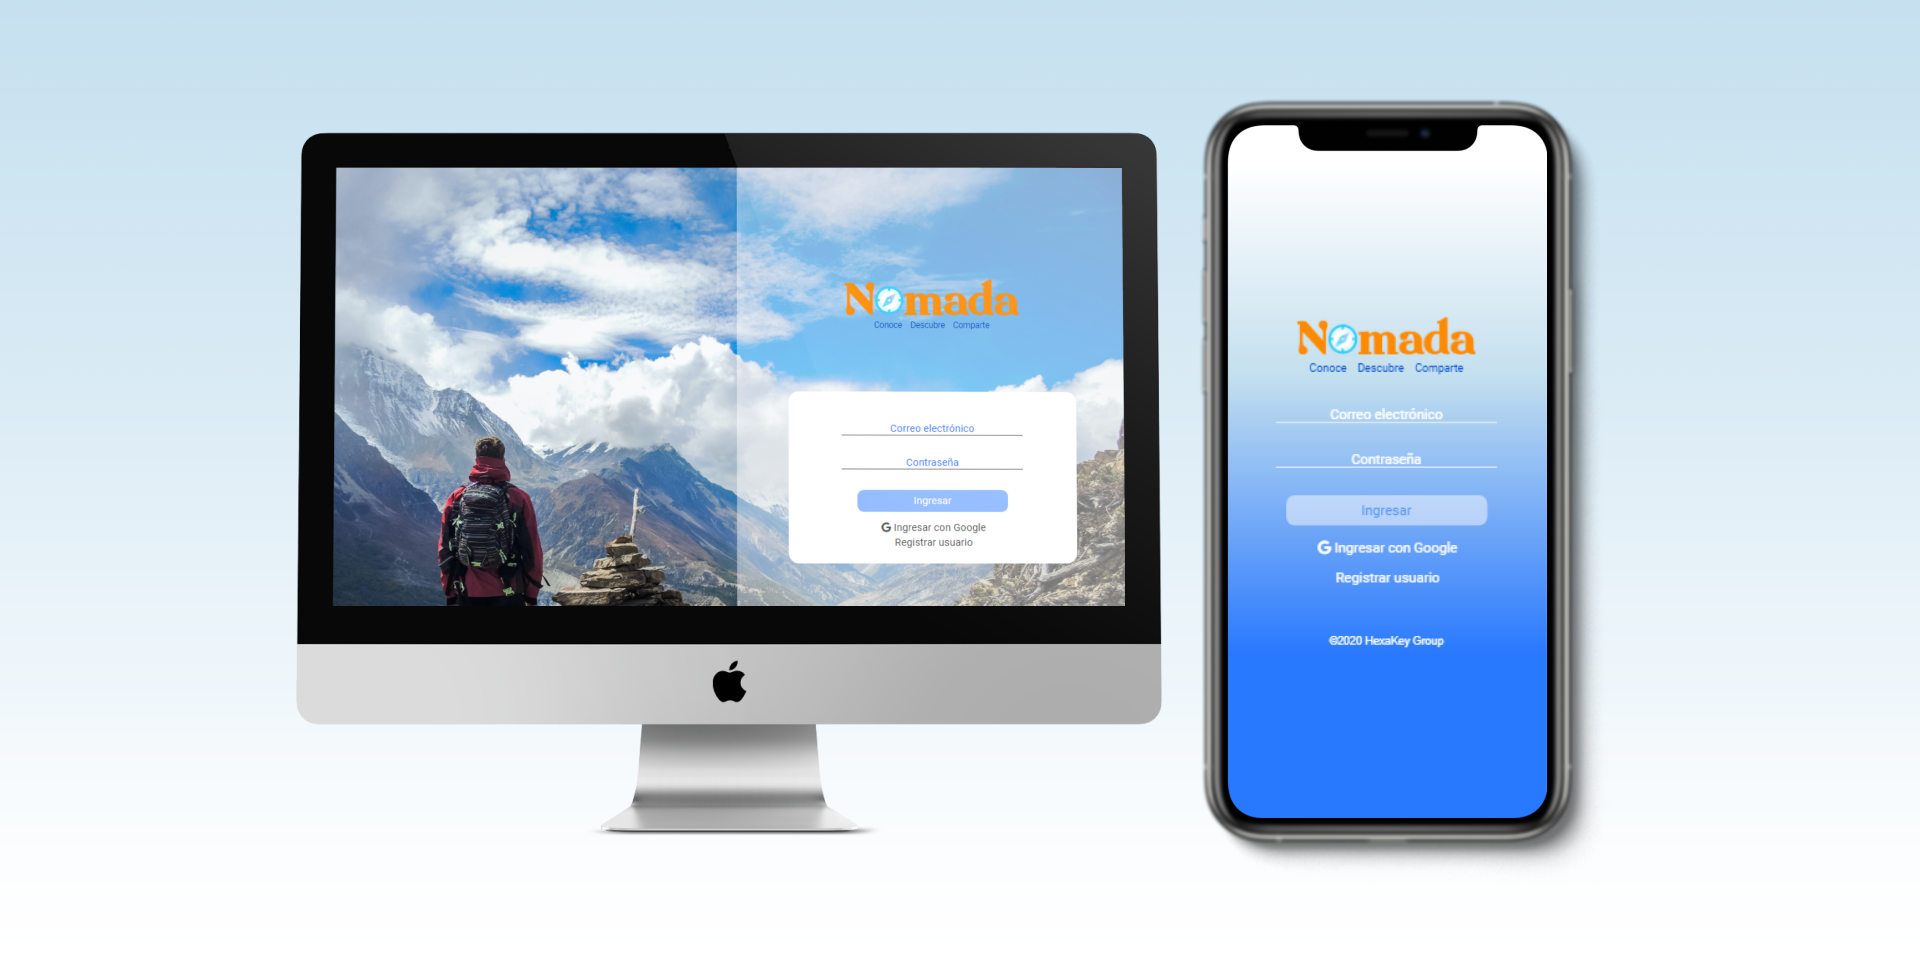 Nomada
Conoce Descubre Comparte
Correo electrónico
Contraseña
Ingresar
G Ingresar con Google
Registrar usuario
Nomada
Conoce Descubre Comparte
Correo electrónico
Contraseña
Ingresar
G Ingresar con Google
Registrar usuario
©2020 HexaKey Group